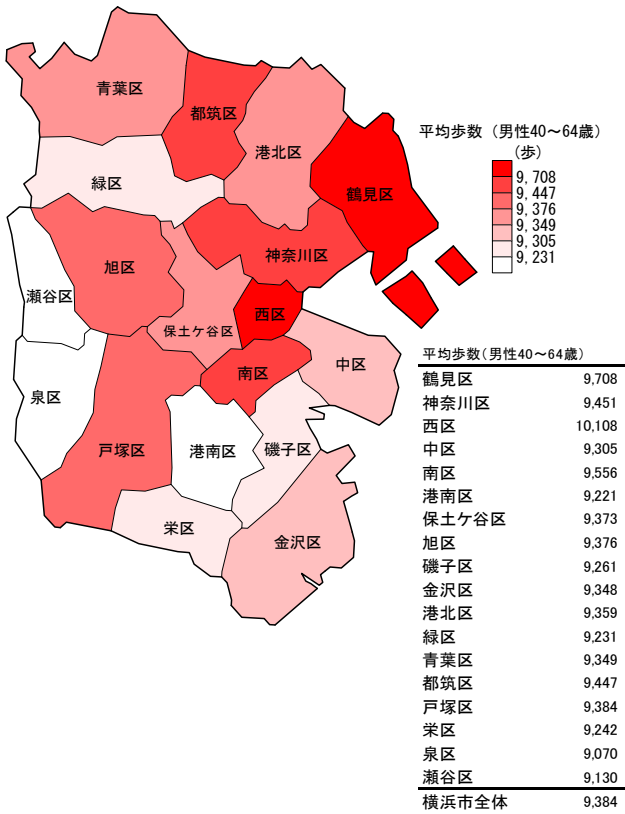 青葉区
都筑区
港北区
緑区
鶴見区
旭区
神奈川区
瀬谷区
西区
保土ケ谷区
中区
泉区
南区
戸塚区
港南区
磯子区
栄区
金沢区
平均歩数（男性40～64歳）
(歩)
9,708
9,447
9,376
9,349
9,305
9,231
平均歩数(男性40～64歳)
鶴見区 9,708
神奈川区 9,451
西区 10,108
中区 9,305
南区 9,556
港南区 9,221
保土ケ谷区 9,373
旭区 9,376
磯子区 9,261
金沢区 9,348
港北区 9,359
緑区 9,231
青葉区 9,349
都筑区 9,447
戸塚区 9,384
栄区 9,242
泉区 9,070
瀬谷区 9,130
横浜市全体 9,384